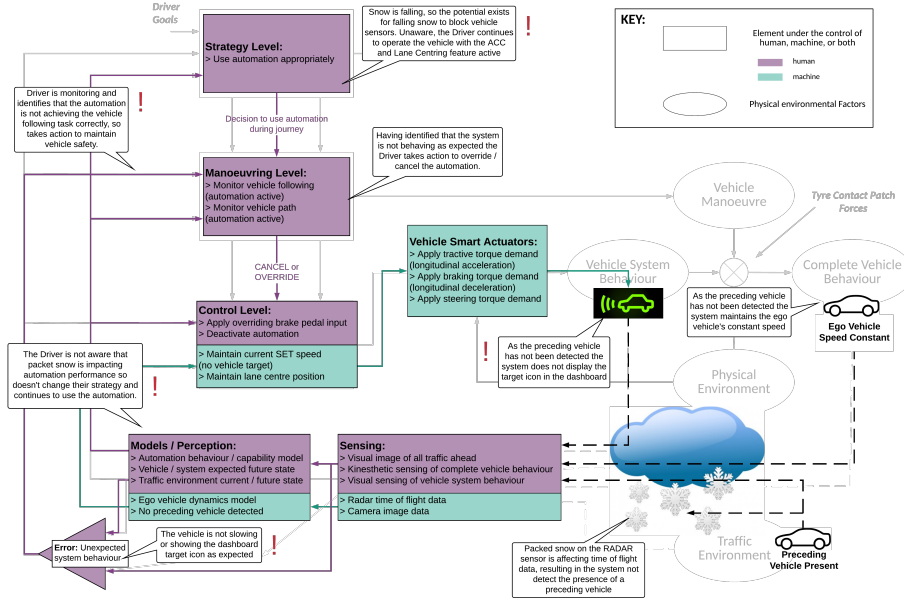 Driver
Goals
Strategy Level:
> Use automation appropriately
Snow is falling, so the potential exists
for falling snow to block vehicle
sensors. Unaware, the Driver continues
to operate the vehicle with the ACC
and Lane Centring feature active
!
KEY:
Element under the control of
human, machine, or both
human
machine
Physical environmental Factors
Driver is monitoring and
identifies that the automation
is not achieving the vehicle
following task correctly, so
takes action to maintain
vehicle safety.
!
Decision to use automation
during journey
Having identified that the system
is not behaving as expected the
Driver takes action to override /
cancel the automation.
Manoeuvring Level:
> Monitor vehicle following
(automation active)
> Monitor vehicle path
(automation active)
Vehicle
Manoeuvre
Tyre Contact Patch
Forces
CANCEL or
OVERRIDE
Vehicle Smart Actuators:
> Apply tractive torque demand
(longitudinal acceleration)
> Apply braking torque demand
(longitudinal deceleration)
> Apply steering torque demand
Vehicle System
Behaviour
Complete Vehicle
Behaviour
As the preceding vehicle
has not been detected the
system maintains the ego
vehicle's constant speed
Ego Vehicle
Speed Constant
Control Level:
> Apply overriding brake pedal input
> Deactivate automation
> Maintain current SET speed
(no vehicle target)
> Maintain lane centre position
!
As the preceding vehicle
has not been detected the
system does not display the
target icon in the dashboard
Physical
Environment
The Driver is not aware that
packet snow is impacting
automation performance so
doesn't change their strategy and
continues to use the automation.
!
Models / Perception:
> Automation behaviour / capability model
> Vehicle / system expected future state
> Traffic environment current / future state
> Ego vehicle dynamics model
> No preceding vehicle detected
Sensing:
> Visual image of all traffic ahead
> Kinesthetic sensing of complete vehicle behaviour
> Visual sensing of vehicle system behaviour
> Radar time of flight data
> Camera image data
Error: Unexpected
system behaviour
The vehicle is not slowing
or showing the dashboard
target icon as expected
!
Packed snow on the RADAR
sensor is affecting time of flight
data, resulting in the system not
detect the presence of a
preceding vehicle
Traffic
Environment
Preceding
Vehicle Present